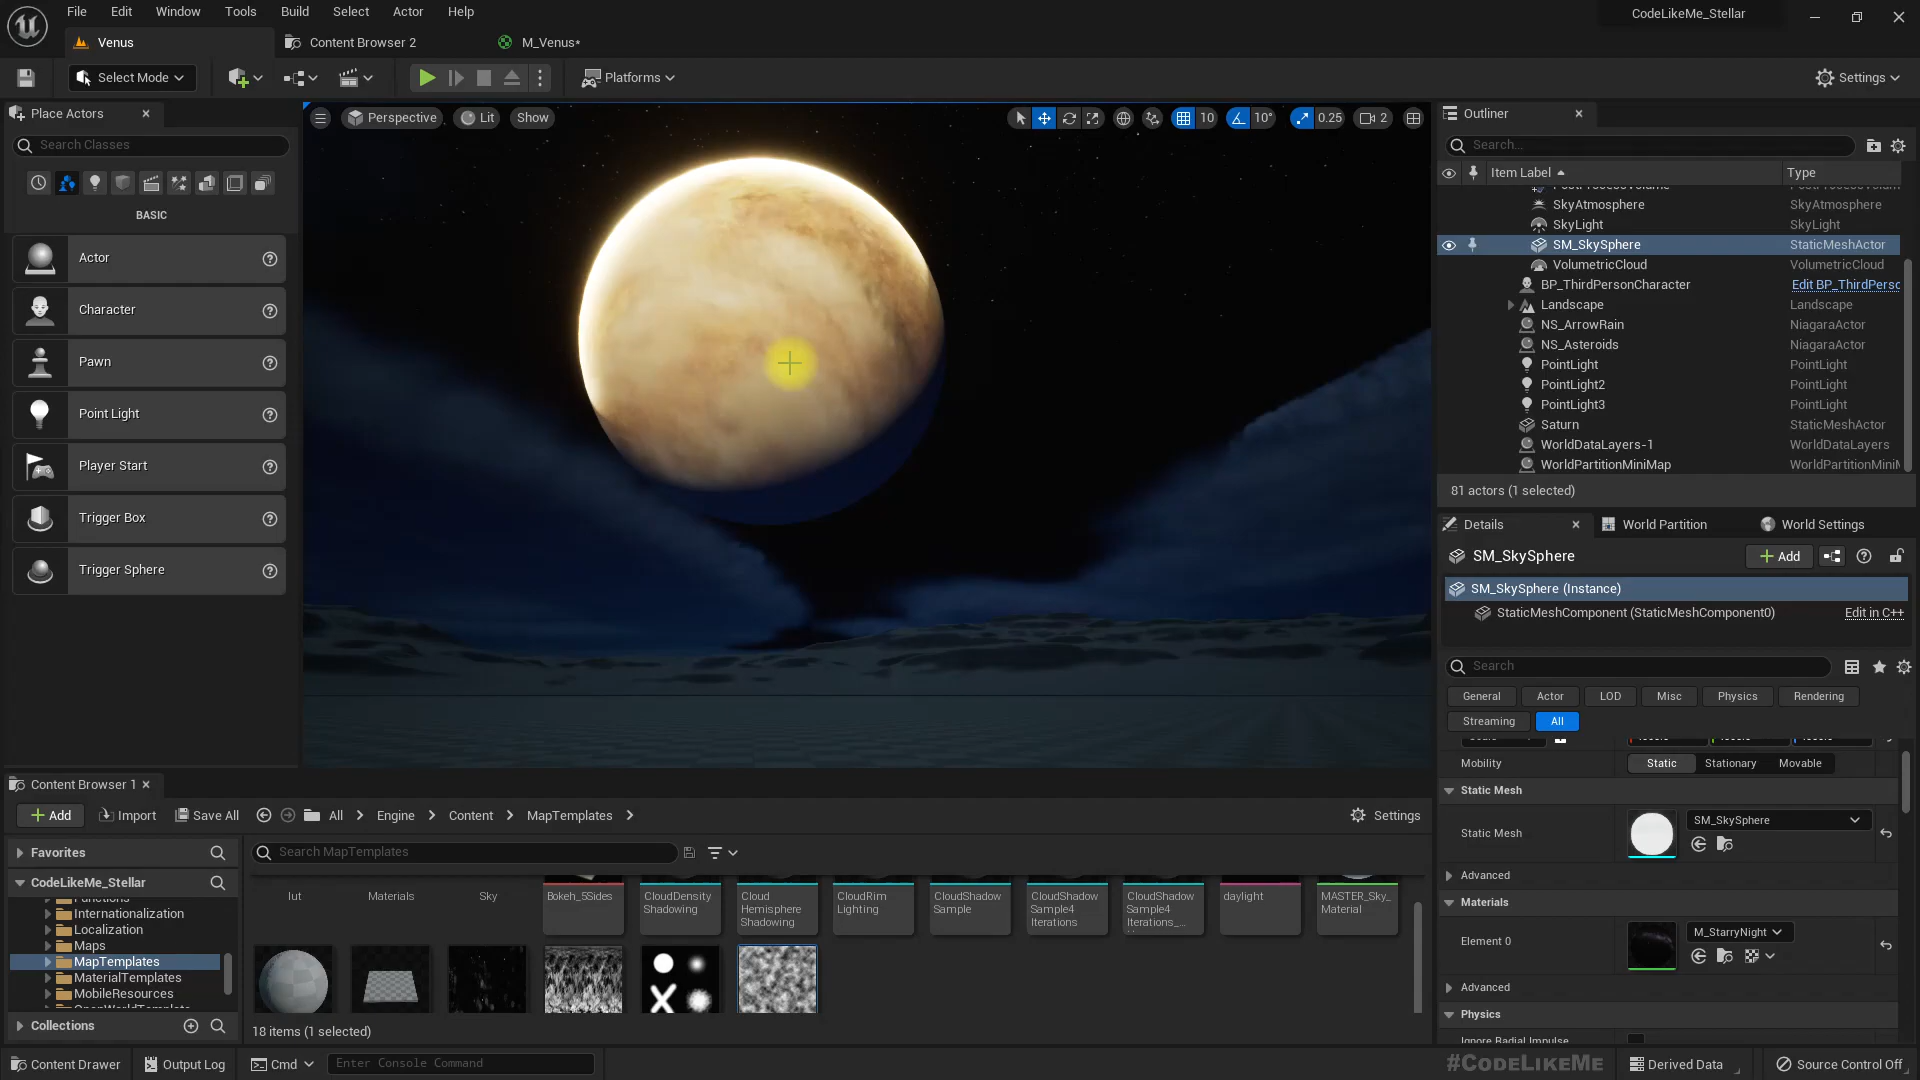 File Edit Window Tools Build Select Actor Help
CodeLikeMe_Stellar
Venus
Content Browser 2
M_Venus*
Select Mode
Platforms
Settings
Place Actors
Search Classes
BASIC
Actor
Character
Pawn
Point Light
Player Start
Trigger Box
Trigger Sphere
Perspective
Lit
Show
10
10°
0.25
2
Outliner
Search...
Item Label
Type
SkyAtmosphere SkyAtmosphere
SkyLight SkyLight
SM_SkySphere StaticMeshActor
VolumetricCloud VolumetricCloud
BP_ThirdPersonCharacter Edit BP_ThirdPerso
Landscape Landscape
NS_ArrowRain NiagaraActor
NS_Asteroids NiagaraActor
PointLight PointLight
PointLight2 PointLight
PointLight3 PointLight
Saturn StaticMeshActor
WorldDataLayers-1 WorldDataLayers
WorldPartitionMiniMap WorldPartitionMiniM
81 actors (1 selected)
Details
World Partition
World Settings
SM_SkySphere
Add
SM_SkySphere (Instance)
StaticMeshComponent (StaticMeshComponent0)
Edit in C++
Search
General Actor LOD Misc Physics Rendering
Streaming All
Mobility Static Stationary Movable
Static Mesh
Static Mesh
SM_SkySphere
Advanced
Materials
Element 0
M_StarryNight
Advanced
Physics
Ignore Radial Impulse
Content Browser 1
Add
Import
Save All
All > Engine > Content > MapTemplates >
Settings
Favorites
Search MapTemplates
CodeLikeMe_Stellar
Internationalization
Localization
Maps
MapTemplates
MaterialTemplates
MobileResources
Collections
lut
Materials
Sky
Bokeh_5Sides
CloudDensity
Shadowing
Cloud
Hemisphere
Shadowing
CloudRim
Lighting
CloudShadow
Sample
CloudShadow
Sample4
Iterations
CloudShadow
Sample4
Iterations_...
daylight
MASTER_Sky_
Material
18 items (1 selected)
Content Drawer
Output Log
Cmd
Enter Console Command
#CodeLikeMe
Derived Data
Source Control Off